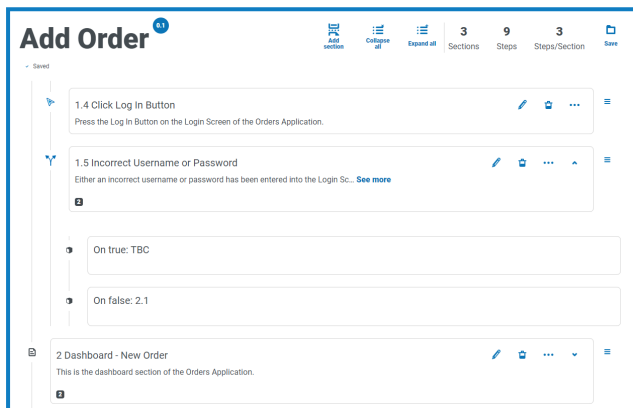 Add Order 0.1
Add section
Collapse all
Expand all
3 Sections
9 Steps
3 Steps/Section
Save
Saved
1.4 Click Log In Button
Press the Log In Button on the Login Screen of the Orders Application.
1.5 Incorrect Username or Password
Either an incorrect username or password has been entered into the Login Sc... See more
2
On true: TBC
On false: 2.1
2 Dashboard - New Order
This is the dashboard section of the Orders Application.
2